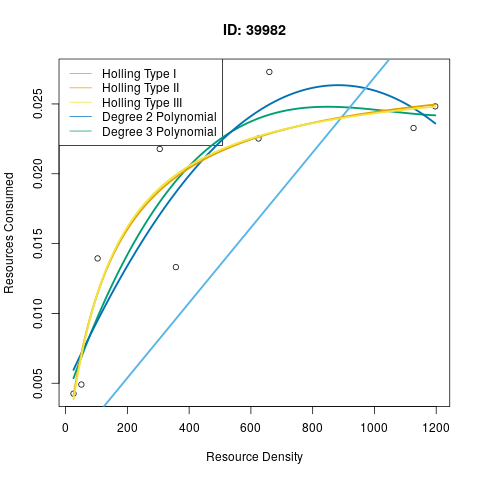 ID: 39982
Holling Type I
Holling Type II
Holling Type III
Degree 2 Polynomial
Degree 3 Polynomial
Resources Consumed
0.025
0.020
0.015
0.010
0.005
0 200 400 600 800 1000 1200
Resource Density